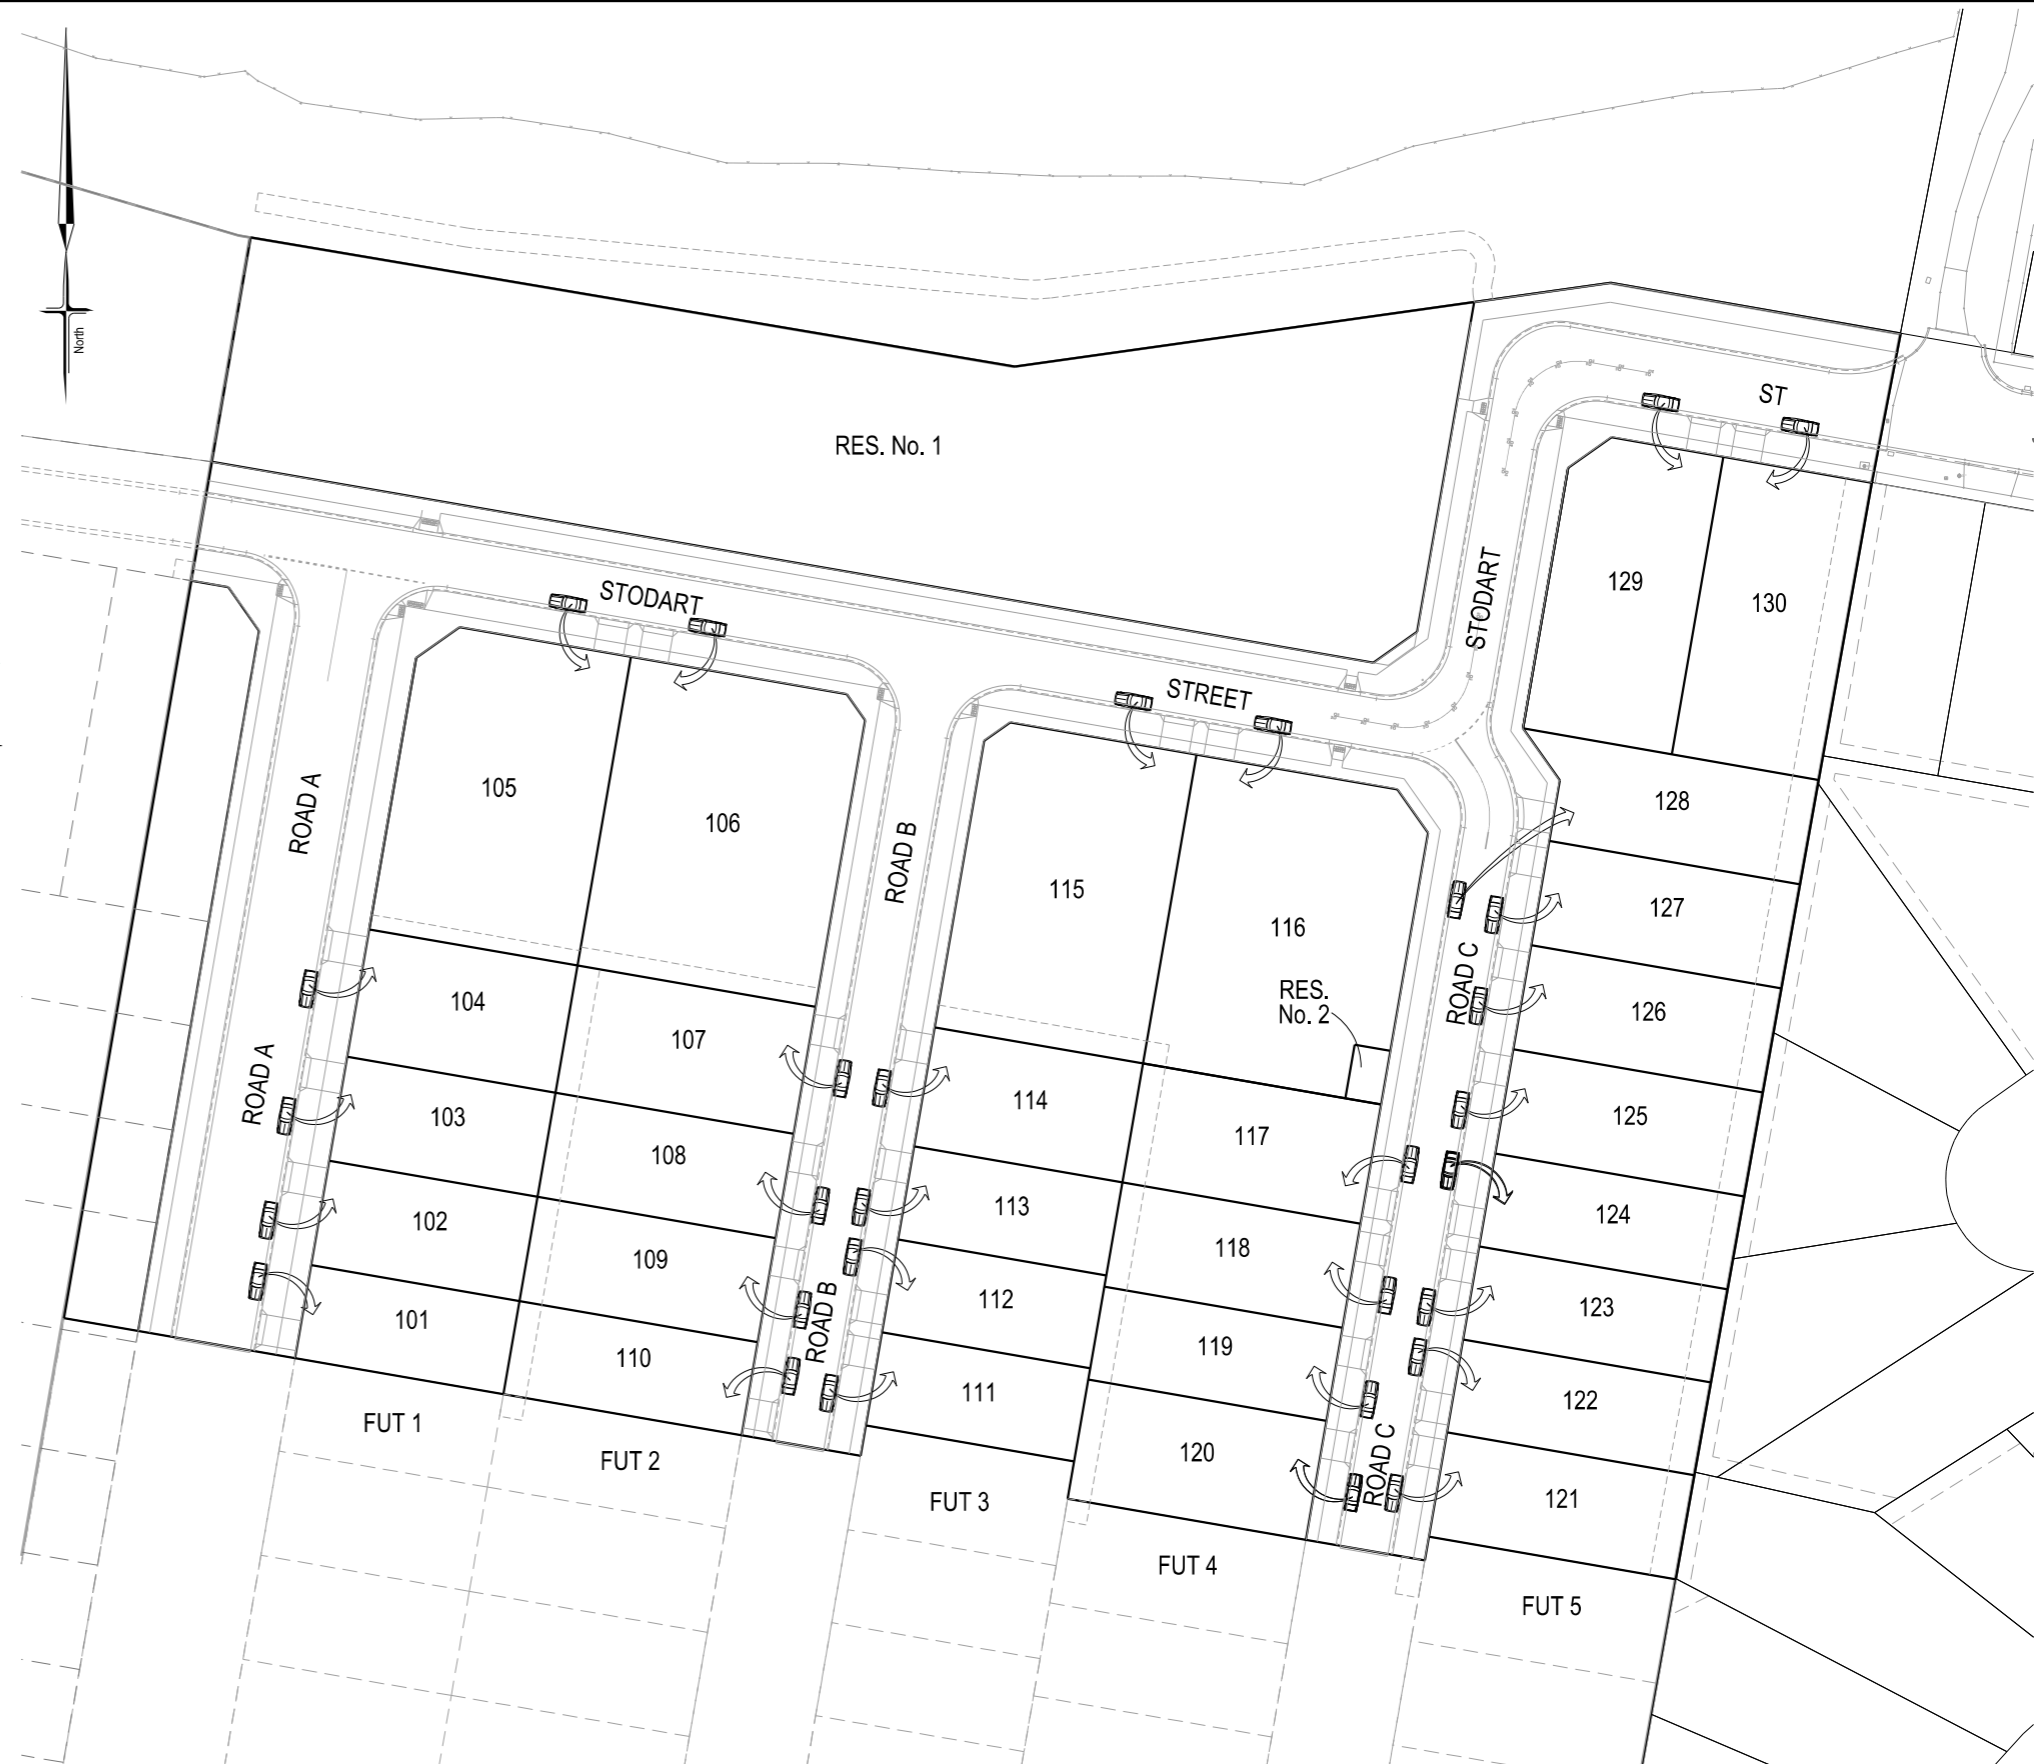 North
RES. No. 1
ST
STODART
STODART
STREET
129
130
128
127
126
125
124
123
122
121
ROAD A
ROAD A
105
106
104
107
103
108
102
109
101
110
ROAD B
ROAD B
115
116
RES.
No. 2
114
117
113
118
112
119
111
120
ROAD C
ROAD C
FUT 1
FUT 2
FUT 3
FUT 4
FUT 5